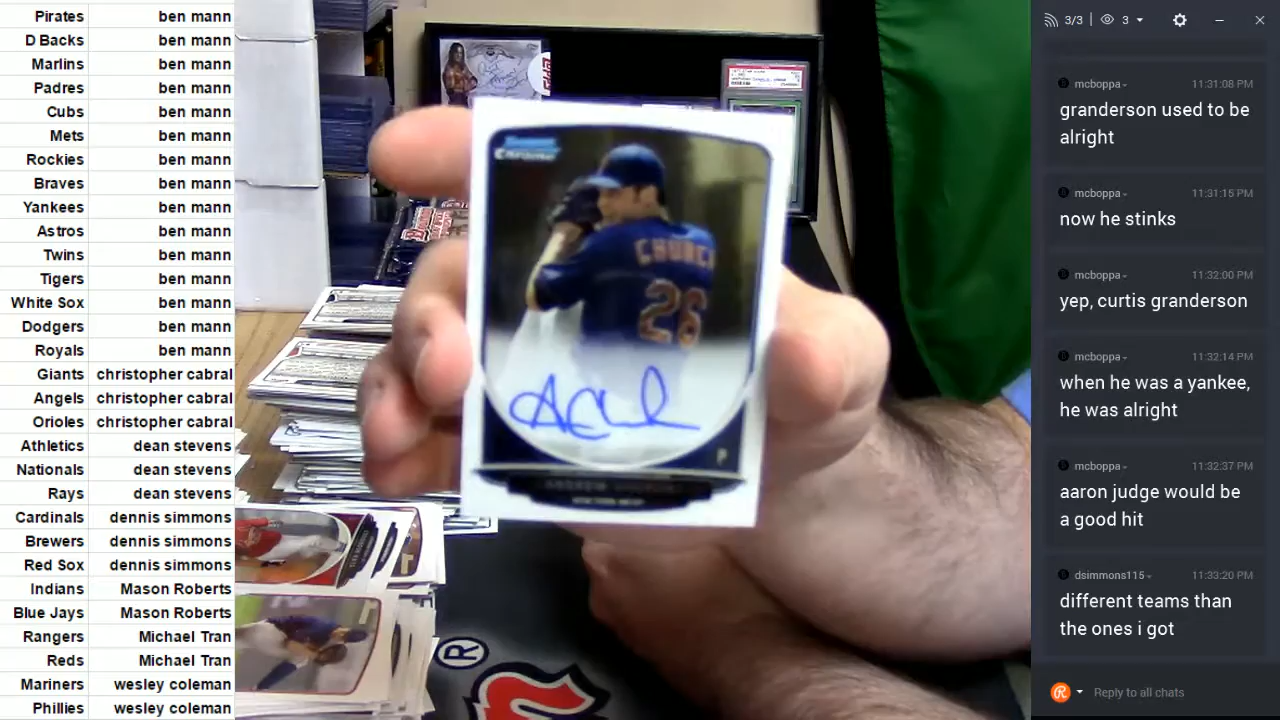 Pirates ben mann
D Backs ben mann
Marlins ben mann
Padres ben mann
Cubs ben mann
Mets ben mann
Rockies ben mann
Braves ben mann
Yankees ben mann
Astros ben mann
Twins ben mann
Tigers ben mann
White Sox ben mann
Dodgers ben mann
Royals ben mann
Giants christopher cabral
Angels christopher cabral
Orioles christopher cabral
Athletics dean stevens
Nationals dean stevens
Rays dean stevens
Cardinals dennis simmons
Brewers dennis simmons
Red Sox dennis simmons
Indians Mason Roberts
Blue Jays Mason Roberts
Rangers Michael Tran
Reds Michael Tran
Mariners wesley coleman
Phillies wesley coleman
Bowman
CHROME
CHURCH
26
P
ANDREW CHURCH
NEW YORK METS
®
3/3 3
mcboppa 11:31:08 PM
granderson used to be
alright
mcboppa 11:31:15 PM
now he stinks
mcboppa 11:32:00 PM
yep, curtis granderson
mcboppa 11:32:14 PM
when he was a yankee,
he was alright
mcboppa 11:32:37 PM
aaron judge would be
a good hit
dsimmons115 11:33:20 PM
different teams than
the ones i got
Reply to all chats